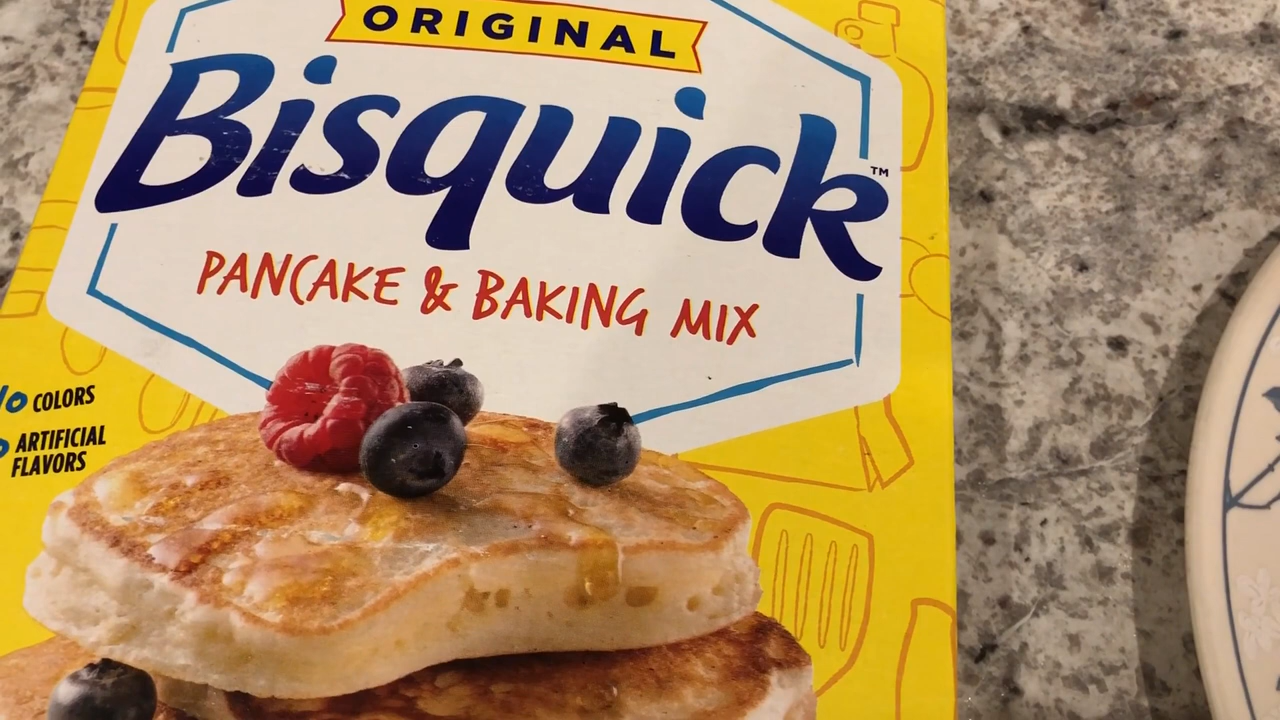 ORIGINAL
Bisquick™
PANCAKE & BAKING MIX
COLORS
ARTIFICIAL
FLAVORS